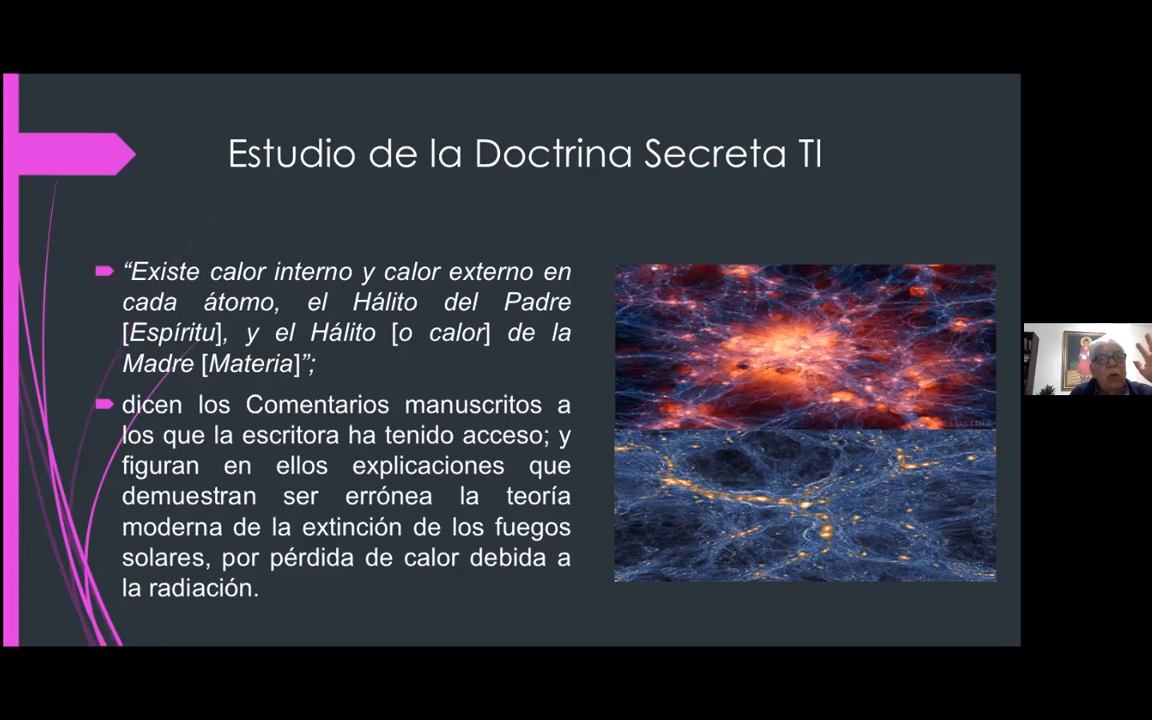 Estudio de la Doctrina Secreta TI
“Existe calor interno y calor externo en
cada átomo, el Hálito del Padre
[Espíritu], y el Hálito [o calor] de la
Madre [Materia]”;
dicen los Comentarios manuscritos a
los que la escritora ha tenido acceso; y
figuran en ellos explicaciones que
demuestran ser errónea la teoría
moderna de la extinción de los fuegos
solares, por pérdida de calor debida a
la radiación.